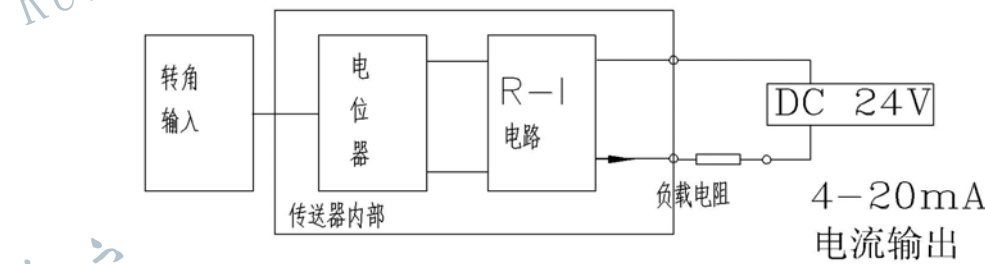 转角
输入
电
位
器
R-I
电路
传送器内部
DC 24V
负载电阻
4-20mA
电流输出